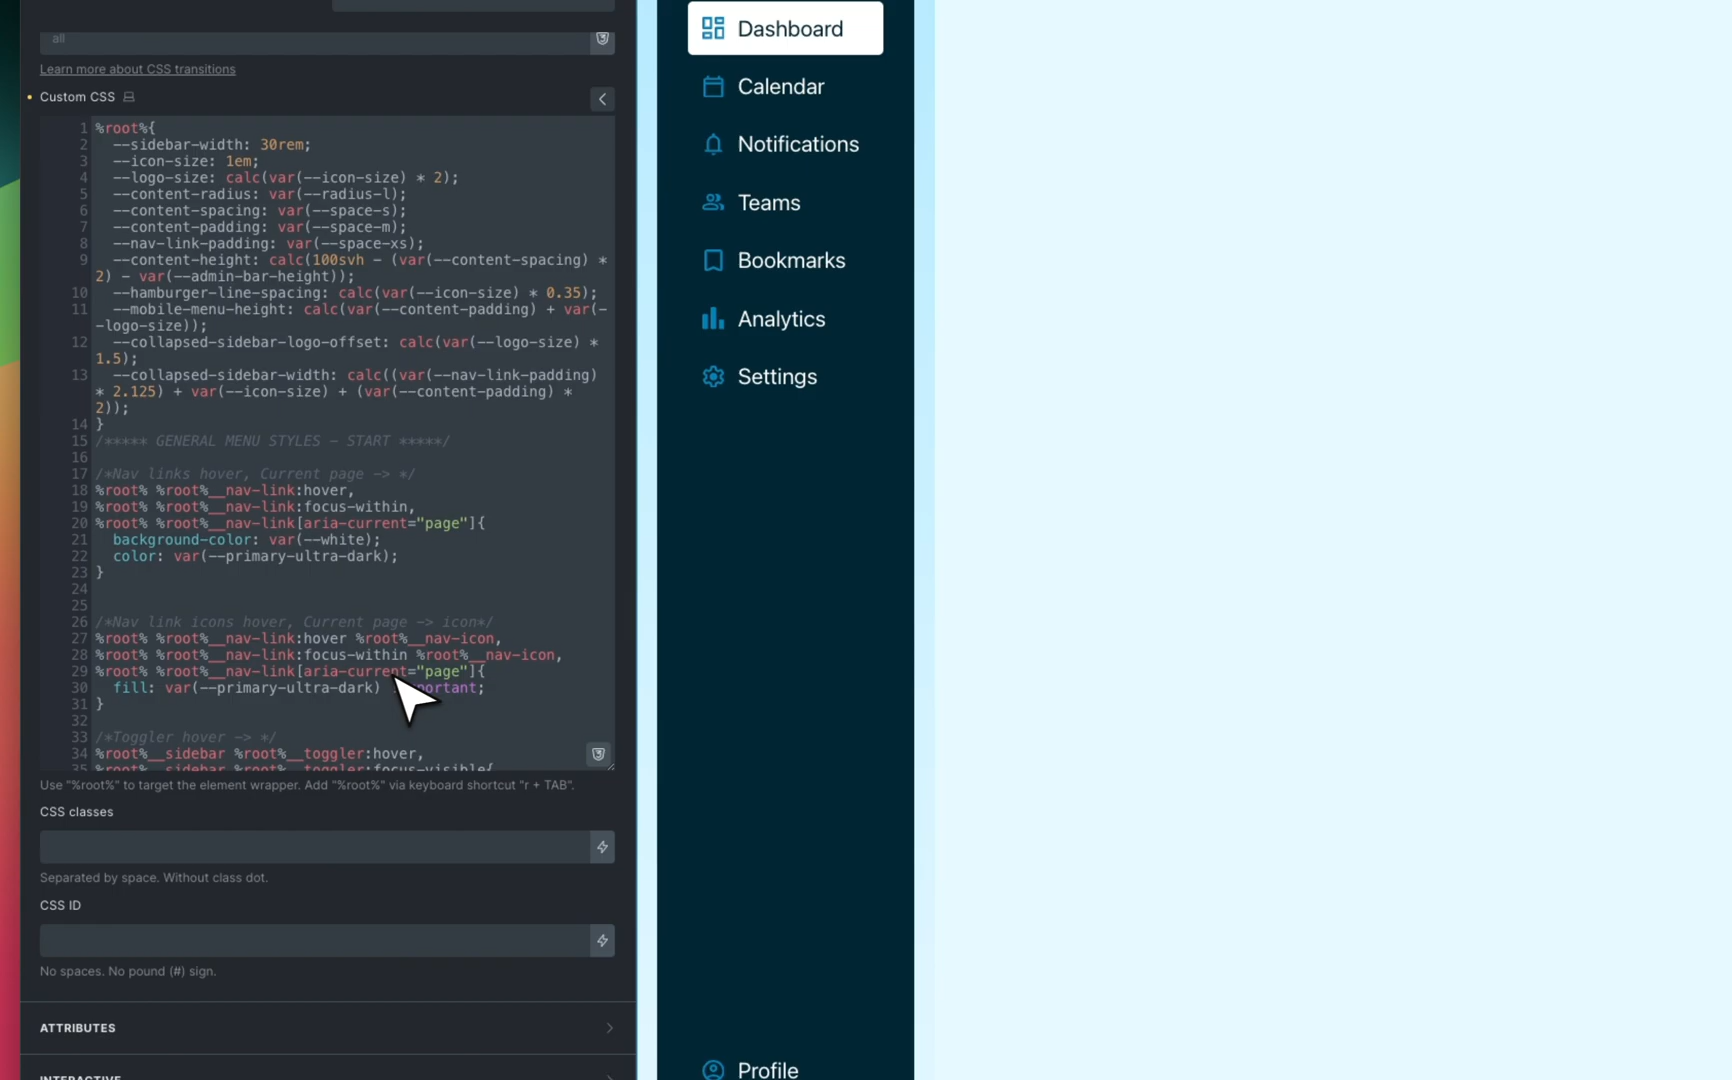 all
Learn more about CSS transitions
Custom CSS
1 %root%{
2 --sidebar-width: 30rem;
3 --icon-size: 1em;
4 --logo-size: calc(var(--icon-size) * 2);
5 --content-radius: var(--radius-l);
6 --content-spacing: var(--space-s);
7 --content-padding: var(--space-m);
8 --nav-link-padding: var(--space-xs);
9 --content-height: calc(100svh - (var(--content-spacing) *
2) - var(--admin-bar-height));
10 --hamburger-line-spacing: calc(var(--icon-size) * 0.35);
11 --mobile-menu-height: calc(var(--content-padding) + var(-
-logo-size));
12 --collapsed-sidebar-logo-offset: calc(var(--logo-size) *
1.5);
13 --collapsed-sidebar-width: calc((var(--nav-link-padding)
* 2.125) + var(--icon-size) + (var(--content-padding) *
2));
14 }
15 /***** GENERAL MENU STYLES - START *****/
16
17 /*Nav links hover, Current page -> */
18 %root% %root%__nav-link:hover,
19 %root% %root%__nav-link:focus-within,
20 %root% %root%__nav-link[aria-current="page"]{
21 background-color: var(--white);
22 color: var(--primary-ultra-dark);
23 }
24
25
26 /*Nav link icons hover, Current page -> icon*/
27 %root% %root%__nav-link:hover %root%__nav-icon,
28 %root% %root%__nav-link:focus-within %root%__nav-icon,
29 %root% %root%__nav-link[aria-current="page"]{
30 fill: var(--primary-ultra-dark) portant;
31 }
32
33 /*Toggler hover -> */
34 %root%__sidebar %root%__toggler:hover,
35 %root%__sidebar %root%__toggler:focus-visible{
Use "%root%" to target the element wrapper. Add "%root%" via keyboard shortcut "r + TAB".
CSS classes
Separated by space. Without class dot.
CSS ID
No spaces. No pound (#) sign.
ATTRIBUTES
INTERACTIVE
Dashboard
Calendar
Notifications
Teams
Bookmarks
Analytics
Settings
Profile